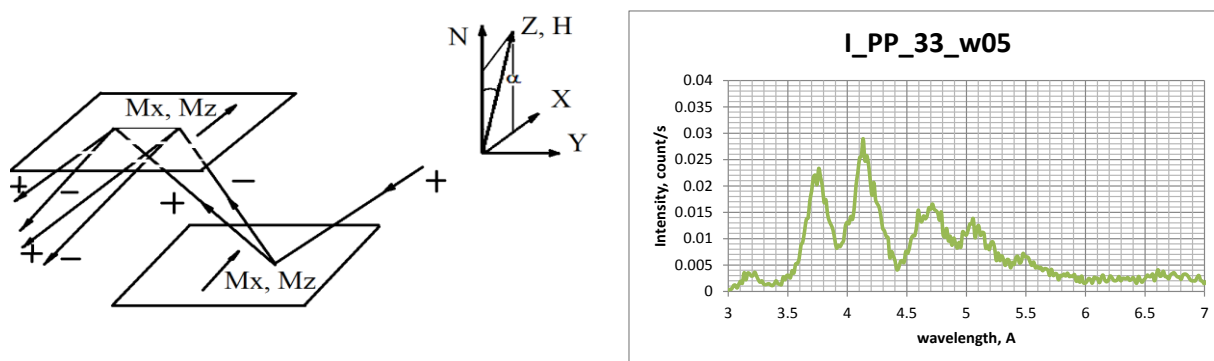 Mx, Mz
+
−
+
−
+
−
+
−
Mx, Mz
N
Z, H
α
X
Y
+
I_PP_33_w05
Intensity, count/s
0.04
0.035
0.03
0.025
0.02
0.015
0.01
0.005
0
3
3.5
4
4.5
5
5.5
6
6.5
7
wavelength, A